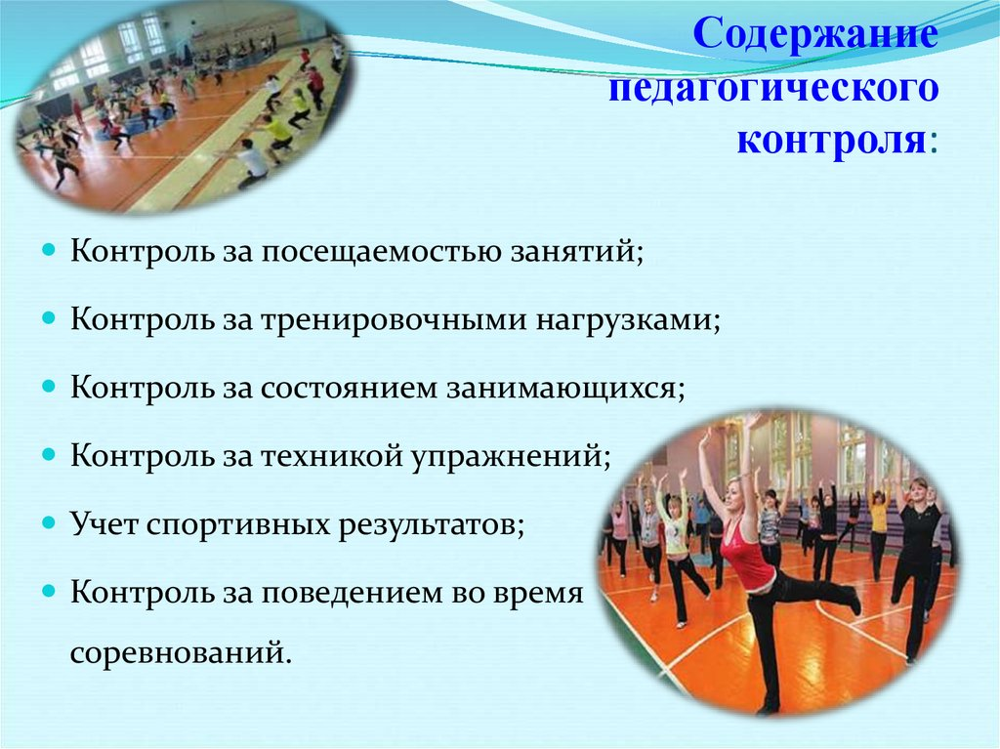 Содержание
педагогического
контроля:
• Контроль за посещаемостью занятий;
• Контроль за тренировочными нагрузками;
• Контроль за состоянием занимающихся;
• Контроль за техникой упражнений;
• Учет спортивных результатов;
• Контроль за поведением во время
соревнований.